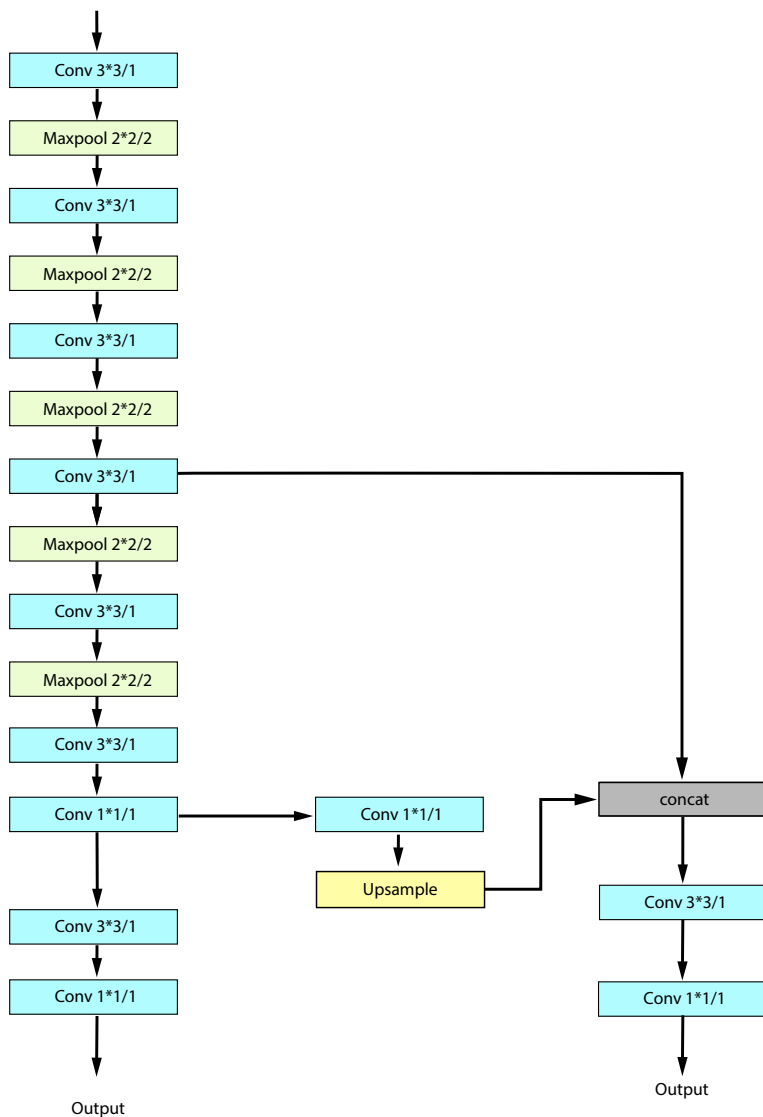 Conv 3*3/1
Maxpool 2*2/2
Conv 3*3/1
Maxpool 2*2/2
Conv 3*3/1
Maxpool 2*2/2
Conv 3*3/1
Maxpool 2*2/2
Conv 3*3/1
Maxpool 2*2/2
Conv 3*3/1
Conv 1*1/1
Conv 3*3/1
Conv 1*1/1
Output
Conv 1*1/1
Upsample
concat
Conv 3*3/1
Conv 1*1/1
Output